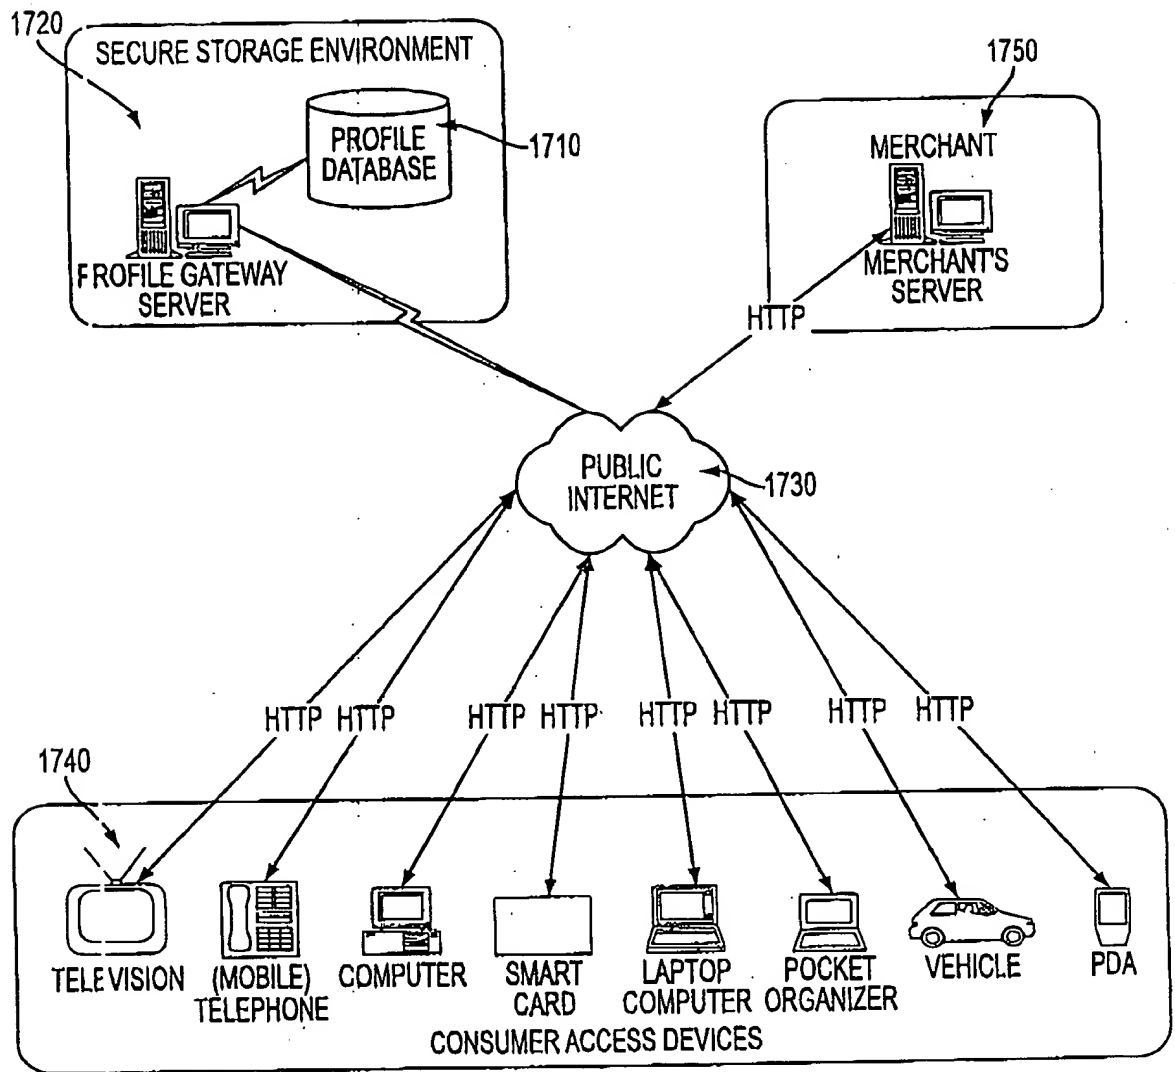 1720
SECURE STORAGE ENVIRONMENT
PROFILE
DATABASE
1710
PROFILE GATEWAY
SERVER
1750
MERCHANT
MERCHANT'S
SERVER
HTTP
PUBLIC
INTERNET
1730
HTTP HTTP HTTP HTTP HTTP HTTP HTTP HTTP
1740
TELEVISION
(MOBILE)
TELEPHONE
COMPUTER
SMART
CARD
LAPTOP
COMPUTER
POCKET
ORGANIZER
VEHICLE
PDA
CONSUMER ACCESS DEVICES